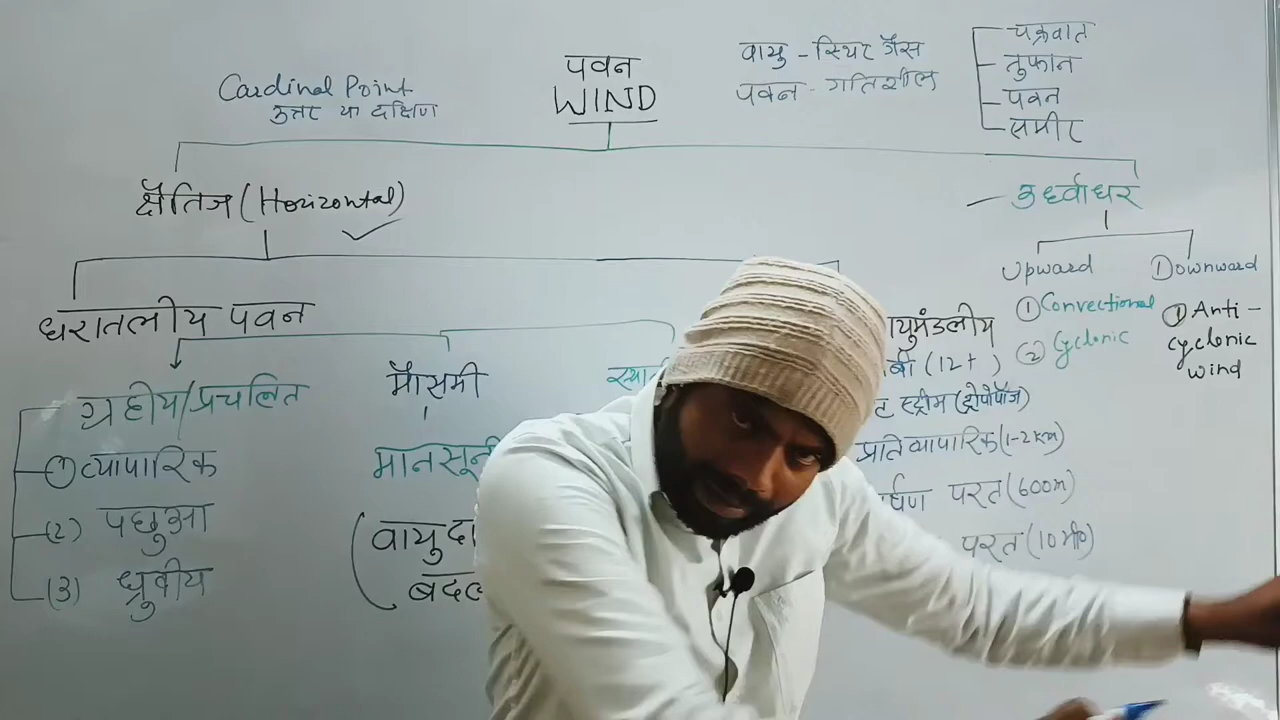 Cardinal Point
उत्तर या दक्षिण
पवन
WIND
वायु - स्थिर गैस
पवन - गतिशील
चक्रवात
तुफान
पवन
समीर
क्षैतिज (Horizontal)
उर्ध्वाधर
Upward
① Convectional
② Cyclonic
Downward
① Anti-
cyclonic
wind
धरातलीय पवन
ग्रहीय/प्रचलित
① व्यापारिक
(2) पछुआ
(3) ध्रुवीय
मौसमी
मानसूनी
(वायुदा
बदल
स्था
युमंडलीय
(12+)
स्ट्रीम (ट्रोपोपॉज)
प्रतिव्यापारिक (1-2km)
र्षण परत (600m)
परत (10मी०)